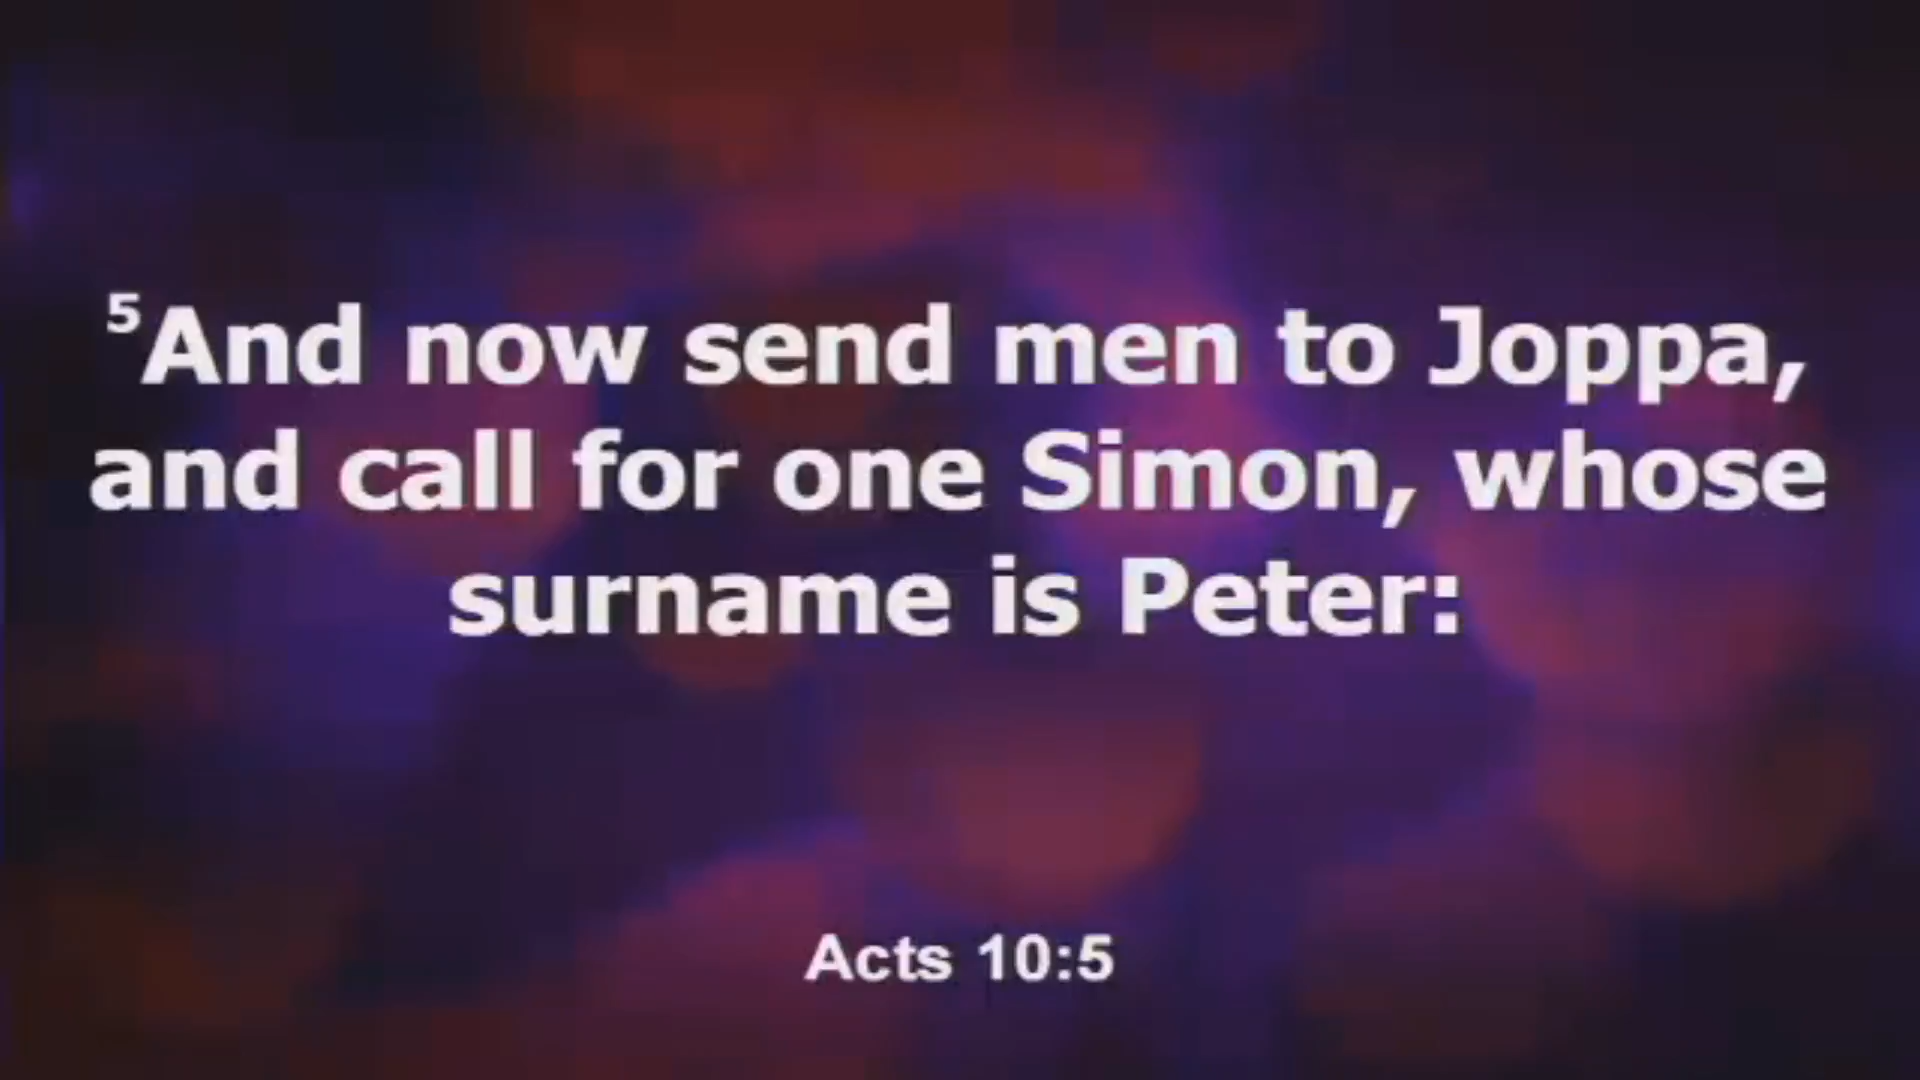 ⁵And now send men to Joppa,
and call for one Simon, whose
surname is Peter:
Acts 10:5